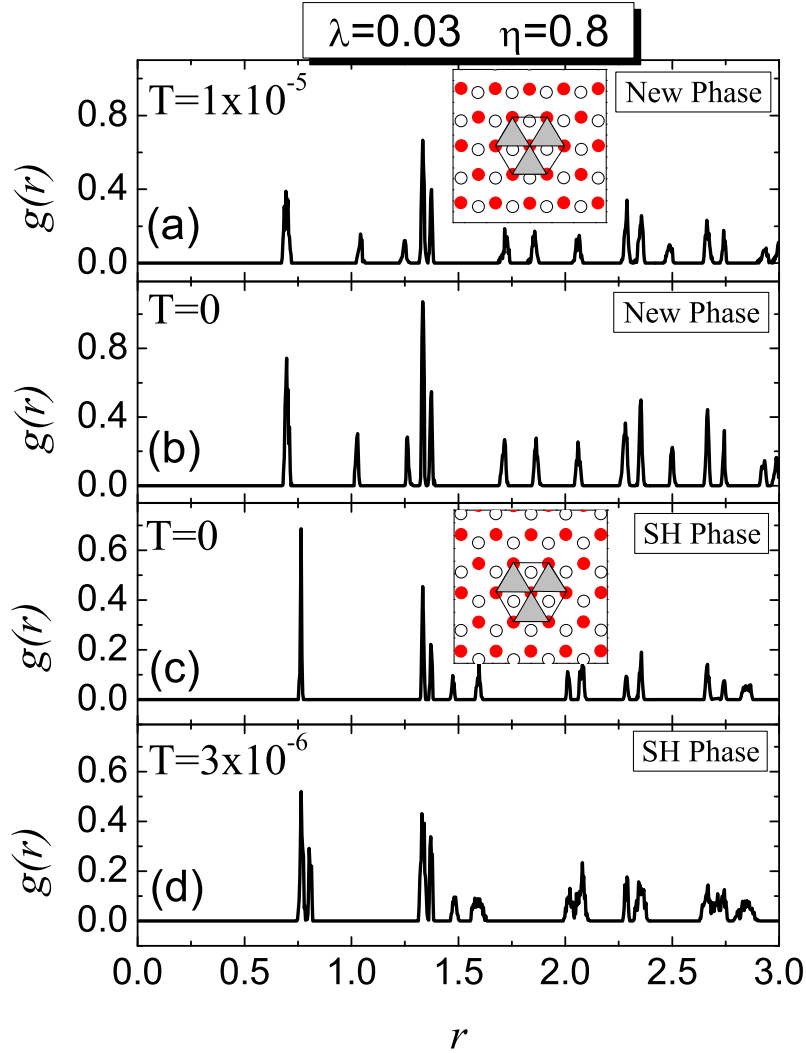 λ=0.03 η=0.8
T=1x10⁻⁵
New Phase
0.8
0.4
0.0
g(r)
(a)
T=0
New Phase
0.8
0.4
0.0
g(r)
(b)
T=0
SH Phase
0.6
0.4
0.2
0.0
g(r)
(c)
T=3x10⁻⁶
SH Phase
0.6
0.4
0.2
0.0
g(r)
(d)
0.0 0.5 1.0 1.5 2.0 2.5 3.0
r